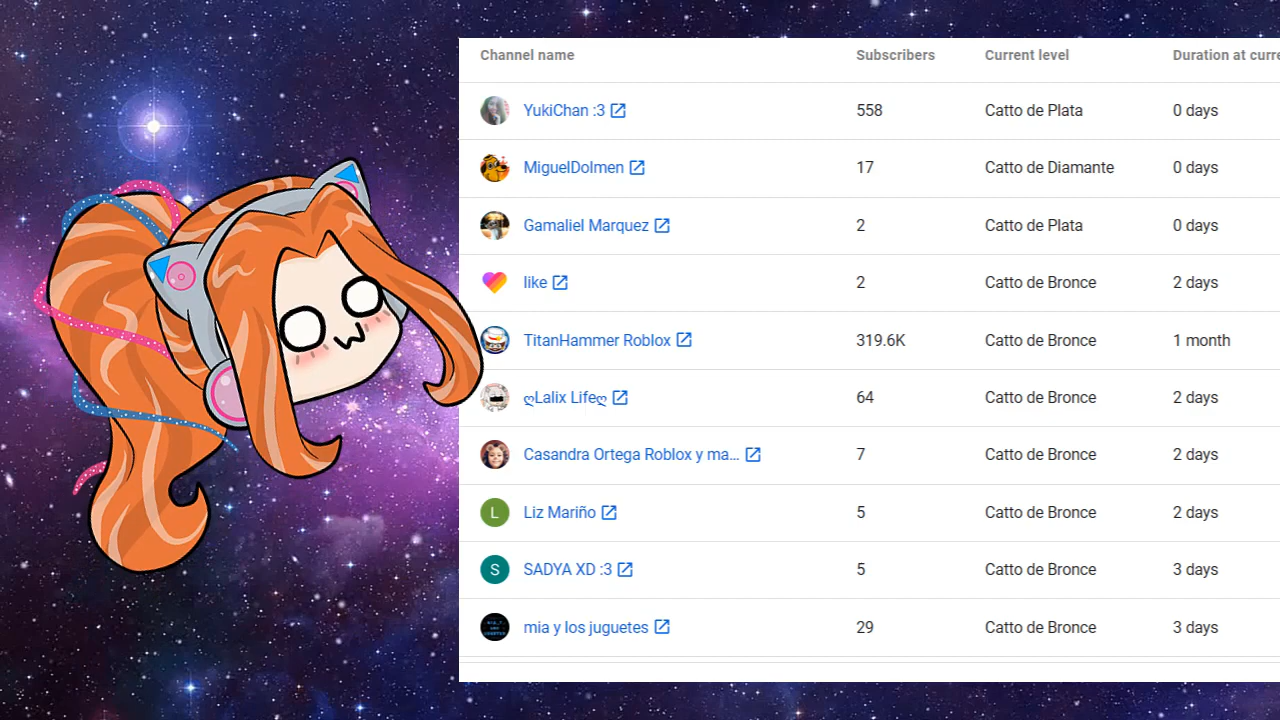 Channel name Subscribers Current level Duration at curre
YukiChan :3 558 Catto de Plata 0 days
MiguelDolmen 17 Catto de Diamante 0 days
Gamaliel Marquez 2 Catto de Plata 0 days
like 2 Catto de Bronce 2 days
TitanHammer Roblox 319.6K Catto de Bronce 1 month
ღLalix Lifeღ 64 Catto de Bronce 2 days
Casandra Ortega Roblox y ma... 7 Catto de Bronce 2 days
L Liz Mariño 5 Catto de Bronce 2 days
S SADYA XD :3 5 Catto de Bronce 3 days
mia y los juguetes 29 Catto de Bronce 3 days